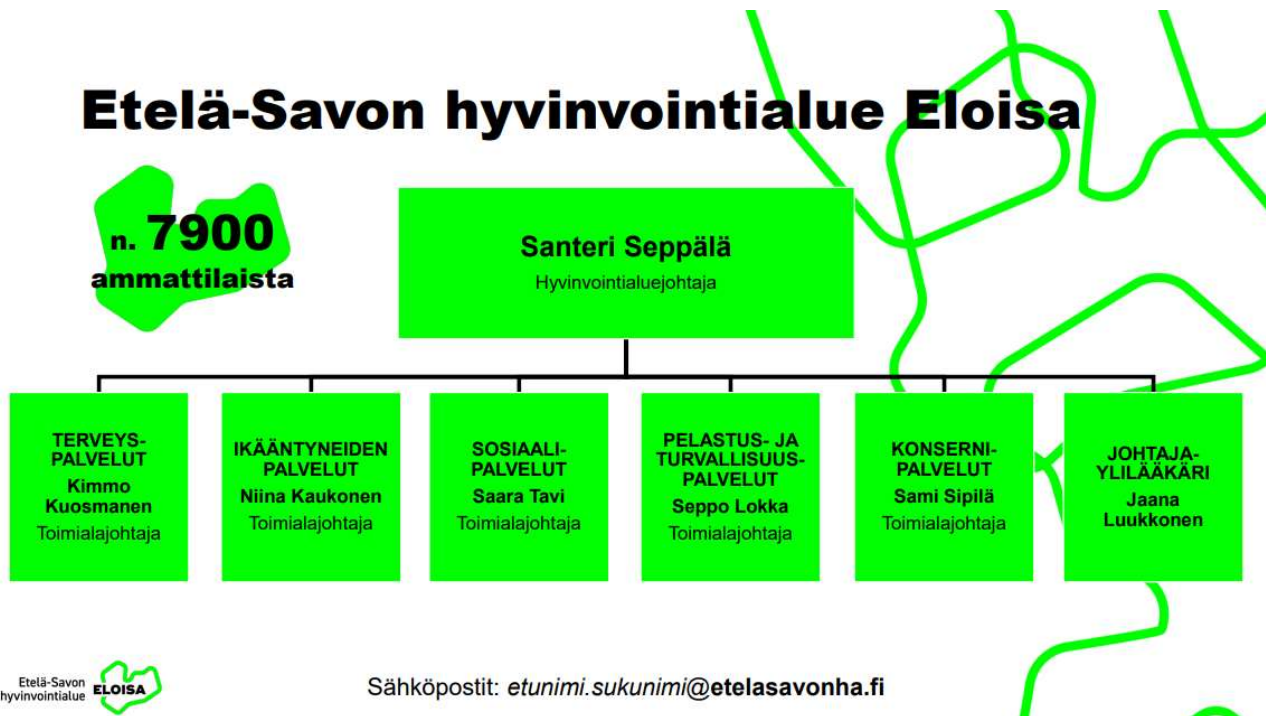 Etelä-Savon hyvinvointialue Eloisa
n. 7900
ammattilaista
Santeri Seppälä
Hyvinvointialuejohtaja
TERVEYS-
PALVELUT
Kimmo
Kuosmanen
Toimialajohtaja
IKÄÄNTYNEIDEN
PALVELUT
Niina Kaukonen
Toimialajohtaja
SOSIAALI-
PALVELUT
Saara Tavi
Toimialajohtaja
PELASTUS- JA
TURVALLISUUS-
PALVELUT
Seppo Lokka
Toimialajohtaja
KONSERNI-
PALVELUT
Sami Sipilä
Toimialajohtaja
JOHTAJA-
YLILÄÄKÄRI
Jaana
Luukkonen
Etelä-Savon
hyvinvointialue
ELOISA
Sähköpostit: etunimi.sukunimi@etelasavonha.fi